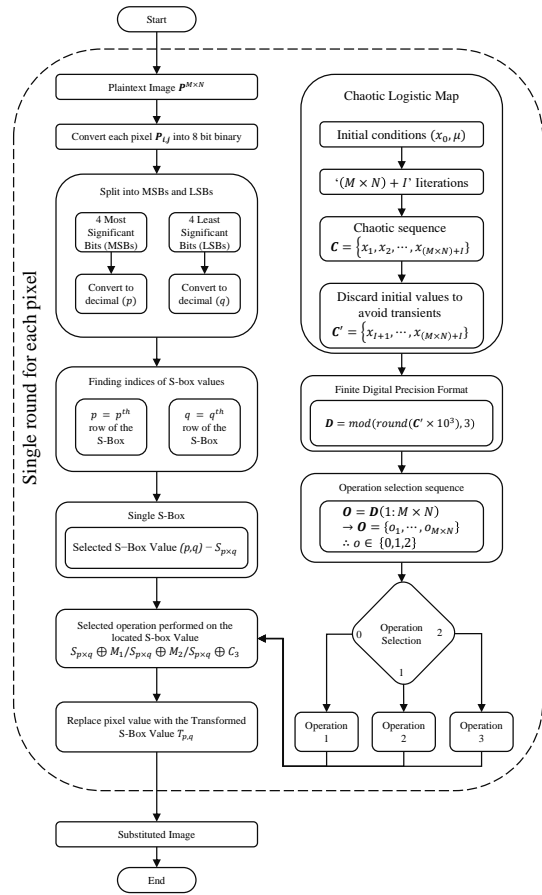 Start
Single round for each pixel
Plaintext Image P^{M×N}
Convert each pixel P_{i,j} into 8 bit binary
Split into MSBs and LSBs
4 Most
Significant
Bits (MSBs)
4 Least
Significant
Bits (LSBs)
Convert to
decimal (p)
Convert to
decimal (q)
Finding indices of S-box values
p = p^{th}
row of the
S-Box
q = q^{th}
row of the
S-Box
Single S-Box
Selected S−Box Value (p,q) − S_{p×q}
Selected operation performed on the
located S-box Value
S_{p×q} ⊕ M_1/S_{p×q} ⊕ M_2/S_{p×q} ⊕ C_3
Replace pixel value with the Transformed
S-Box Value T_{p,q}
Substituted Image
End
Chaotic Logistic Map
Initial conditions (x_0, μ)
‘(M × N) + I’ Iiterations
Chaotic sequence
C = {x_1, x_2, ⋯, x_{(M×N)+I}}
Discard initial values to
avoid transients
C′ = {x_{I+1}, ⋯, x_{(M×N)+I}}
Finite Digital Precision Format
D = mod(round(C′ × 10^3), 3)
Operation selection sequence
O = D(1: M × N)
→ O = {o_1, ⋯, o_{M×N}}
∴ o ∈ {0,1,2}
Operation
Selection
0
2
1
Operation
1
Operation
2
Operation
3